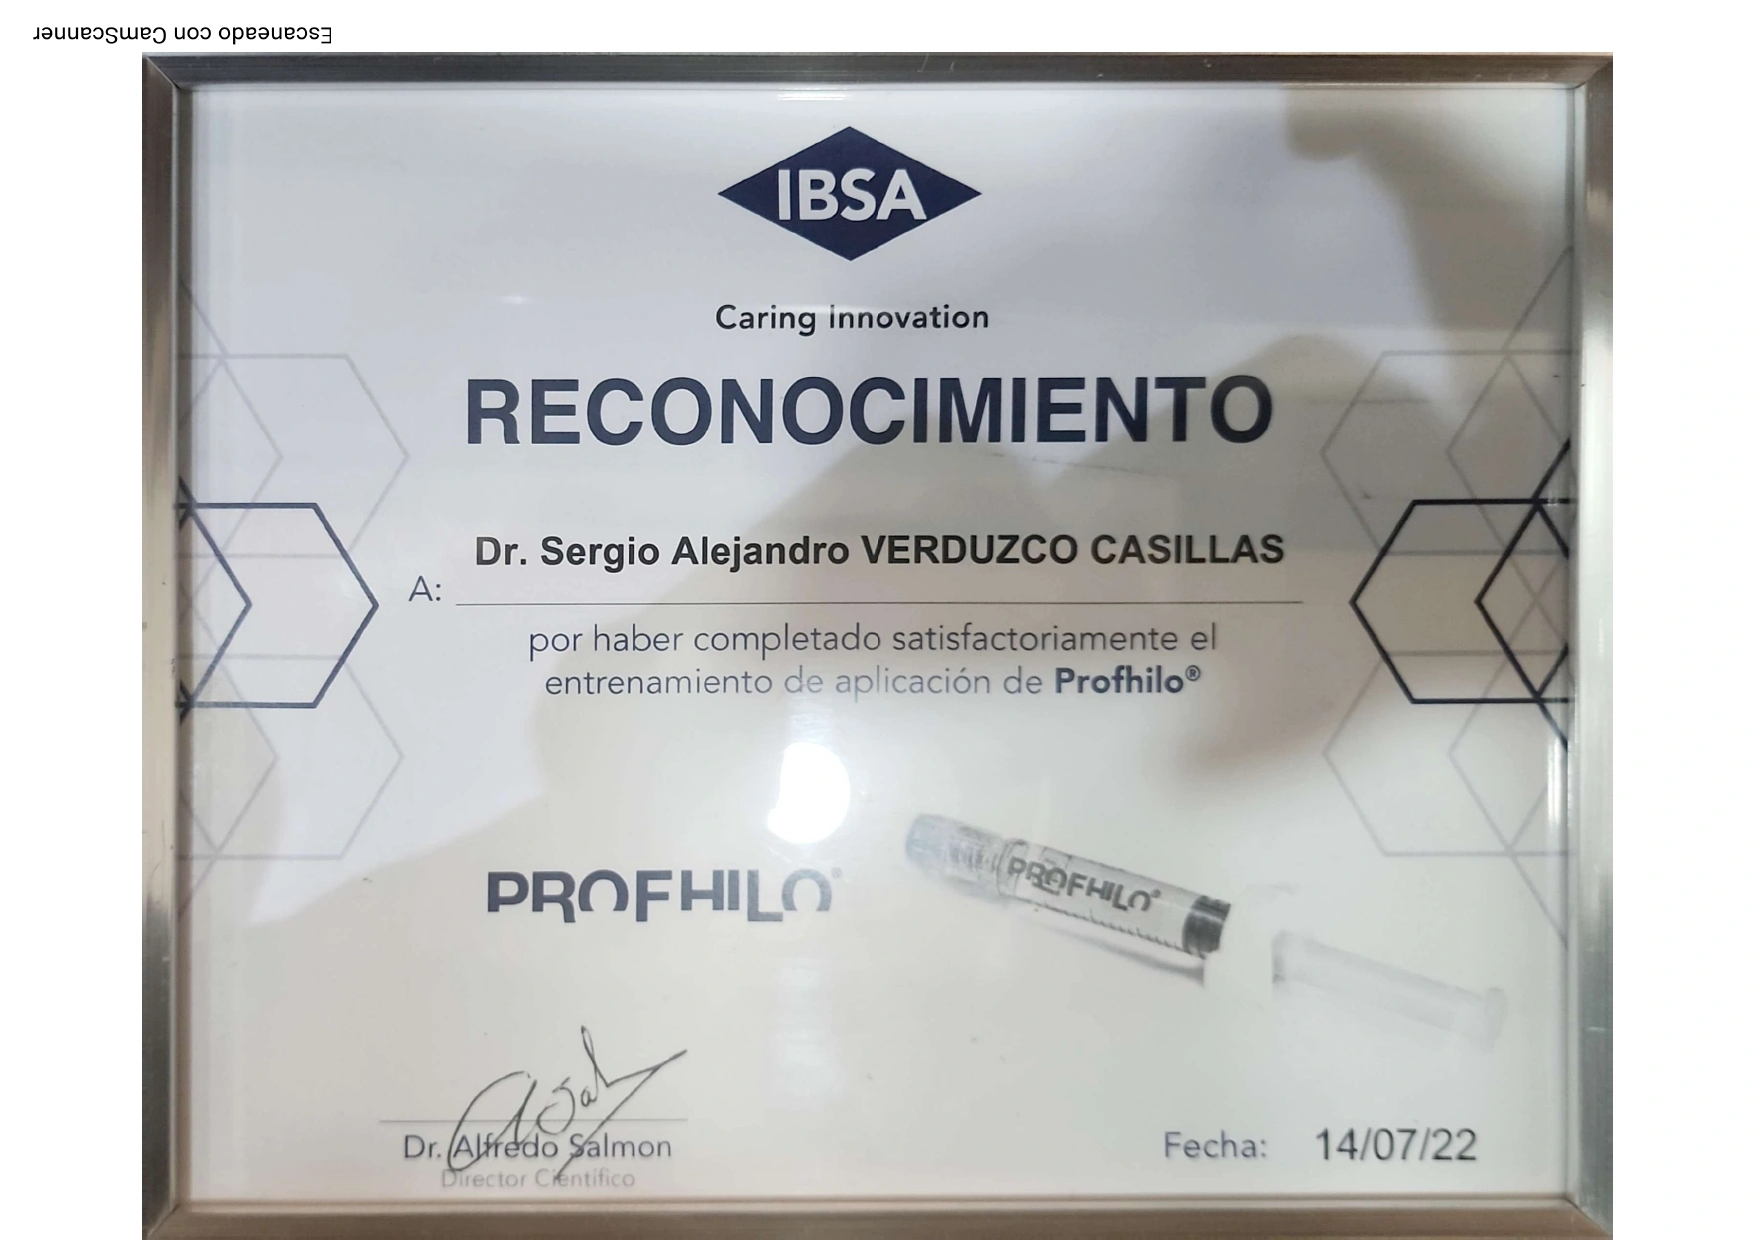 Escaneado con CamScanner
IBSA
Caring Innovation
RECONOCIMIENTO
Dr. Sergio Alejandro VERDUZCO CASILLAS
A:
por haber completado satisfactoriamente el
entrenamiento de aplicación de Profhilo®
PROFHILO®
PROFHILO®
Dr. Alfredo Salmon
Director Científico
Fecha: 14/07/22